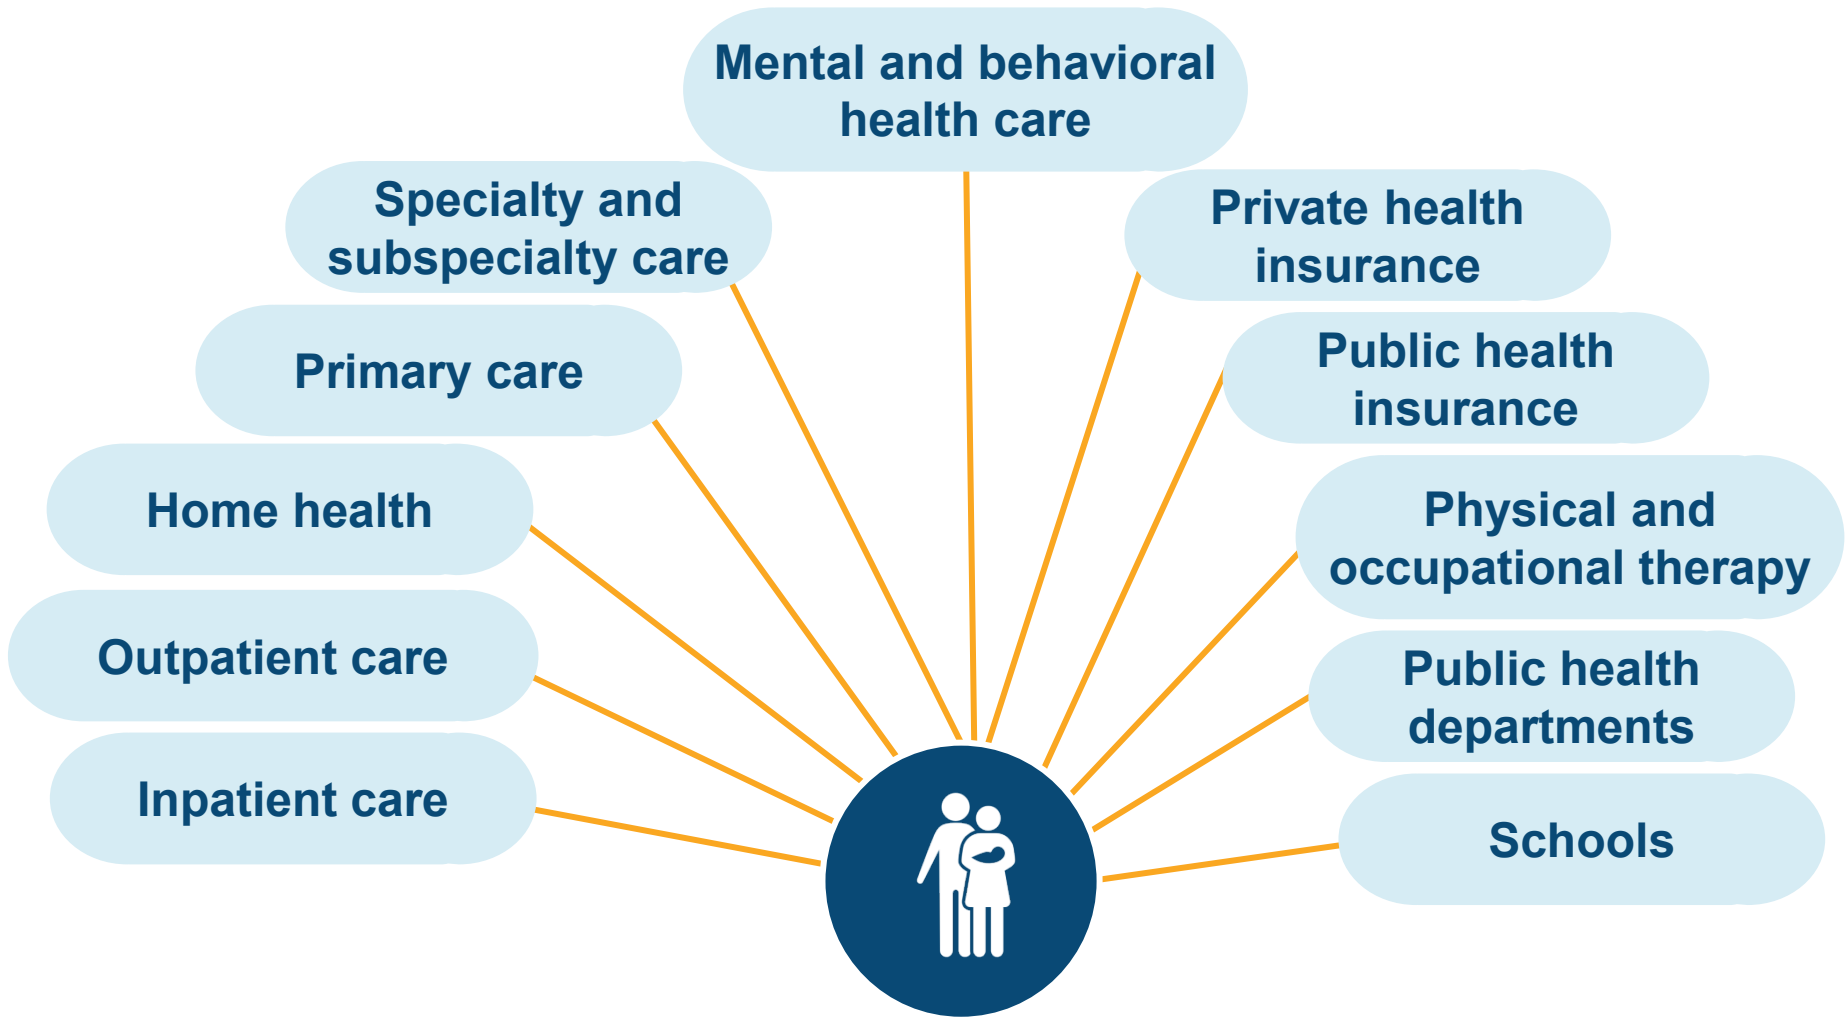 Mental and behavioral
health care
Specialty and
subspecialty care
Private health
insurance
Primary care
Public health
insurance
Home health
Physical and
occupational therapy
Outpatient care
Public health
departments
Inpatient care
Schools